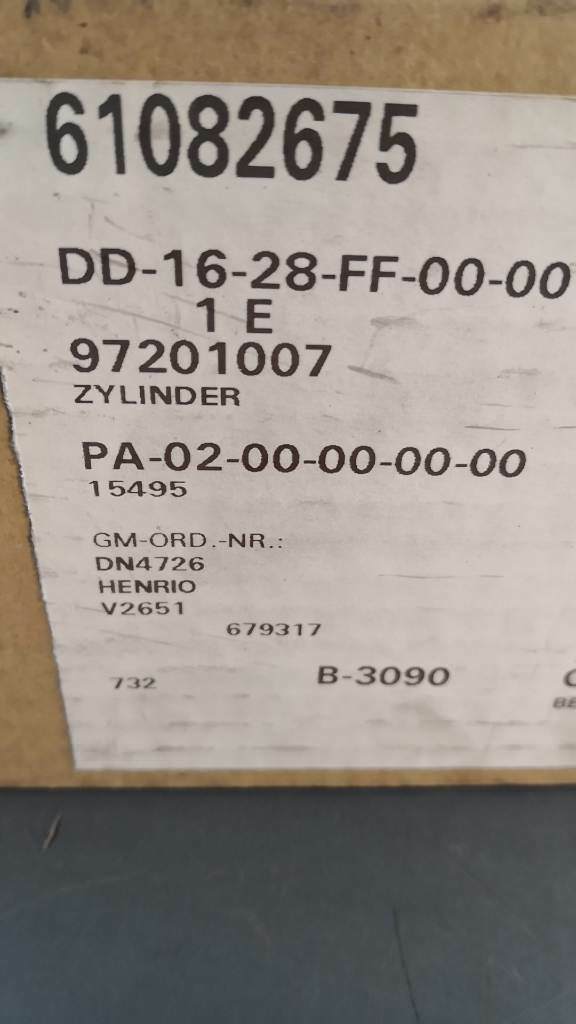 61082675
DD-16-28-FF-00-00
1 E
97201007
ZYLINDER
PA-02-00-00-00-00
15495
GM-ORD.-NR.:
DN4726
HENRIO
V2651
679317
732 B-3090